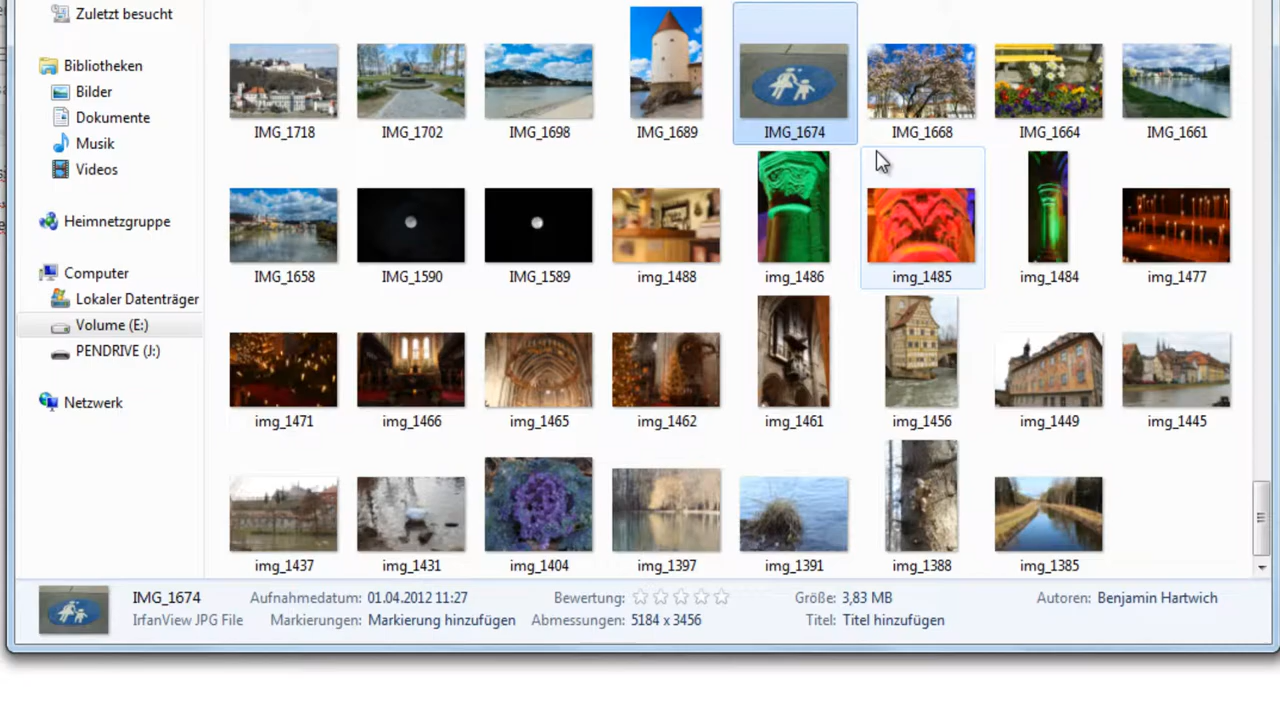 Zuletzt besucht
Bibliotheken
Bilder
Dokumente
Musik
Videos
Heimnetzgruppe
Computer
Lokaler Datenträger
Volume (E:)
PENDRIVE (J:)
Netzwerk
IMG_1718 IMG_1702 IMG_1698 IMG_1689 IMG_1674 IMG_1668 IMG_1664 IMG_1661
IMG_1658 IMG_1590 IMG_1589 img_1488 img_1486 img_1485 img_1484 img_1477
img_1471 img_1466 img_1465 img_1462 img_1461 img_1456 img_1449 img_1445
img_1437 img_1431 img_1404 img_1397 img_1391 img_1388 img_1385
IMG_1674 Aufnahmedatum: 01.04.2012 11:27 Bewertung: Größe: 3,83 MB Autoren: Benjamin Hartwich
IrfanView JPG File Markierungen: Markierung hinzufügen Abmessungen: 5184 x 3456 Titel: Titel hinzufügen